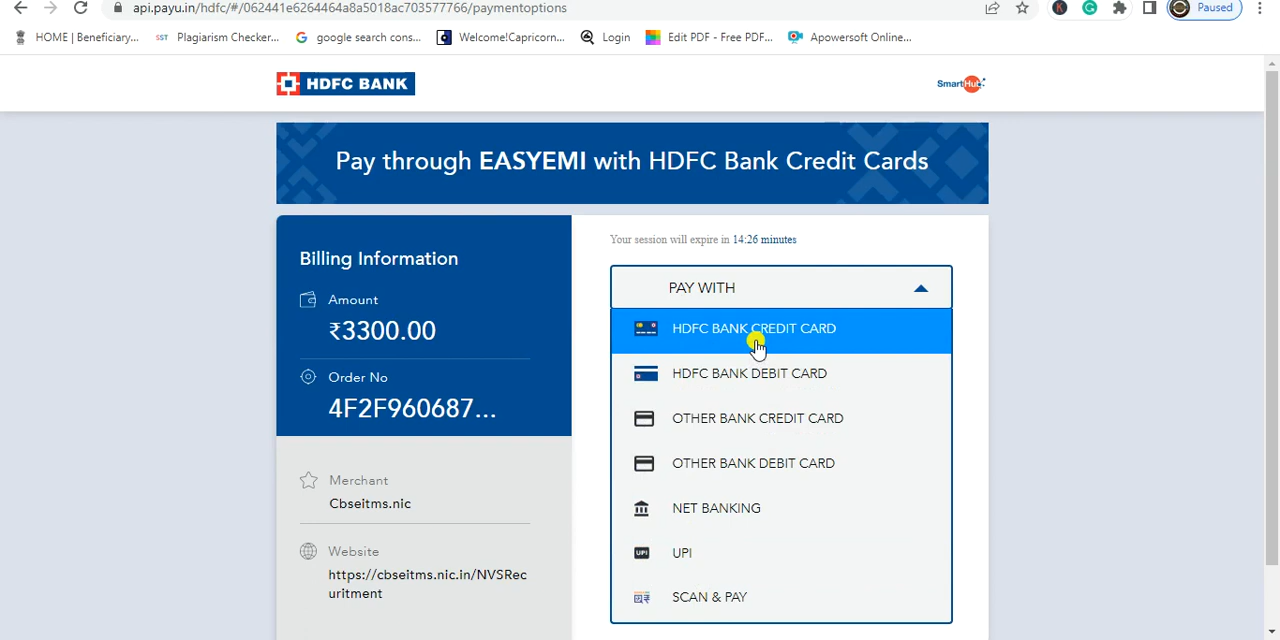 api.payu.in/hdfc/#/062441e6264464a8a5018ac703577766/paymentoptions
Paused
HOME | Beneficiary...
SST Plagiarism Checker...
google search cons...
Welcome!Capricorn...
Login
Edit PDF - Free PDF...
Apowersoft Online...
HDFC BANK
SmartHub
Pay through EASYEMI with HDFC Bank Credit Cards
Billing Information
Amount
₹3300.00
Order No
4F2F960687...
Merchant
Cbseitms.nic
Website
https://cbseitms.nic.in/NVSRec
uritment
Your session will expire in 14:26 minutes
PAY WITH
HDFC BANK CREDIT CARD
HDFC BANK DEBIT CARD
OTHER BANK CREDIT CARD
OTHER BANK DEBIT CARD
NET BANKING
UPI UPI
SCAN & PAY